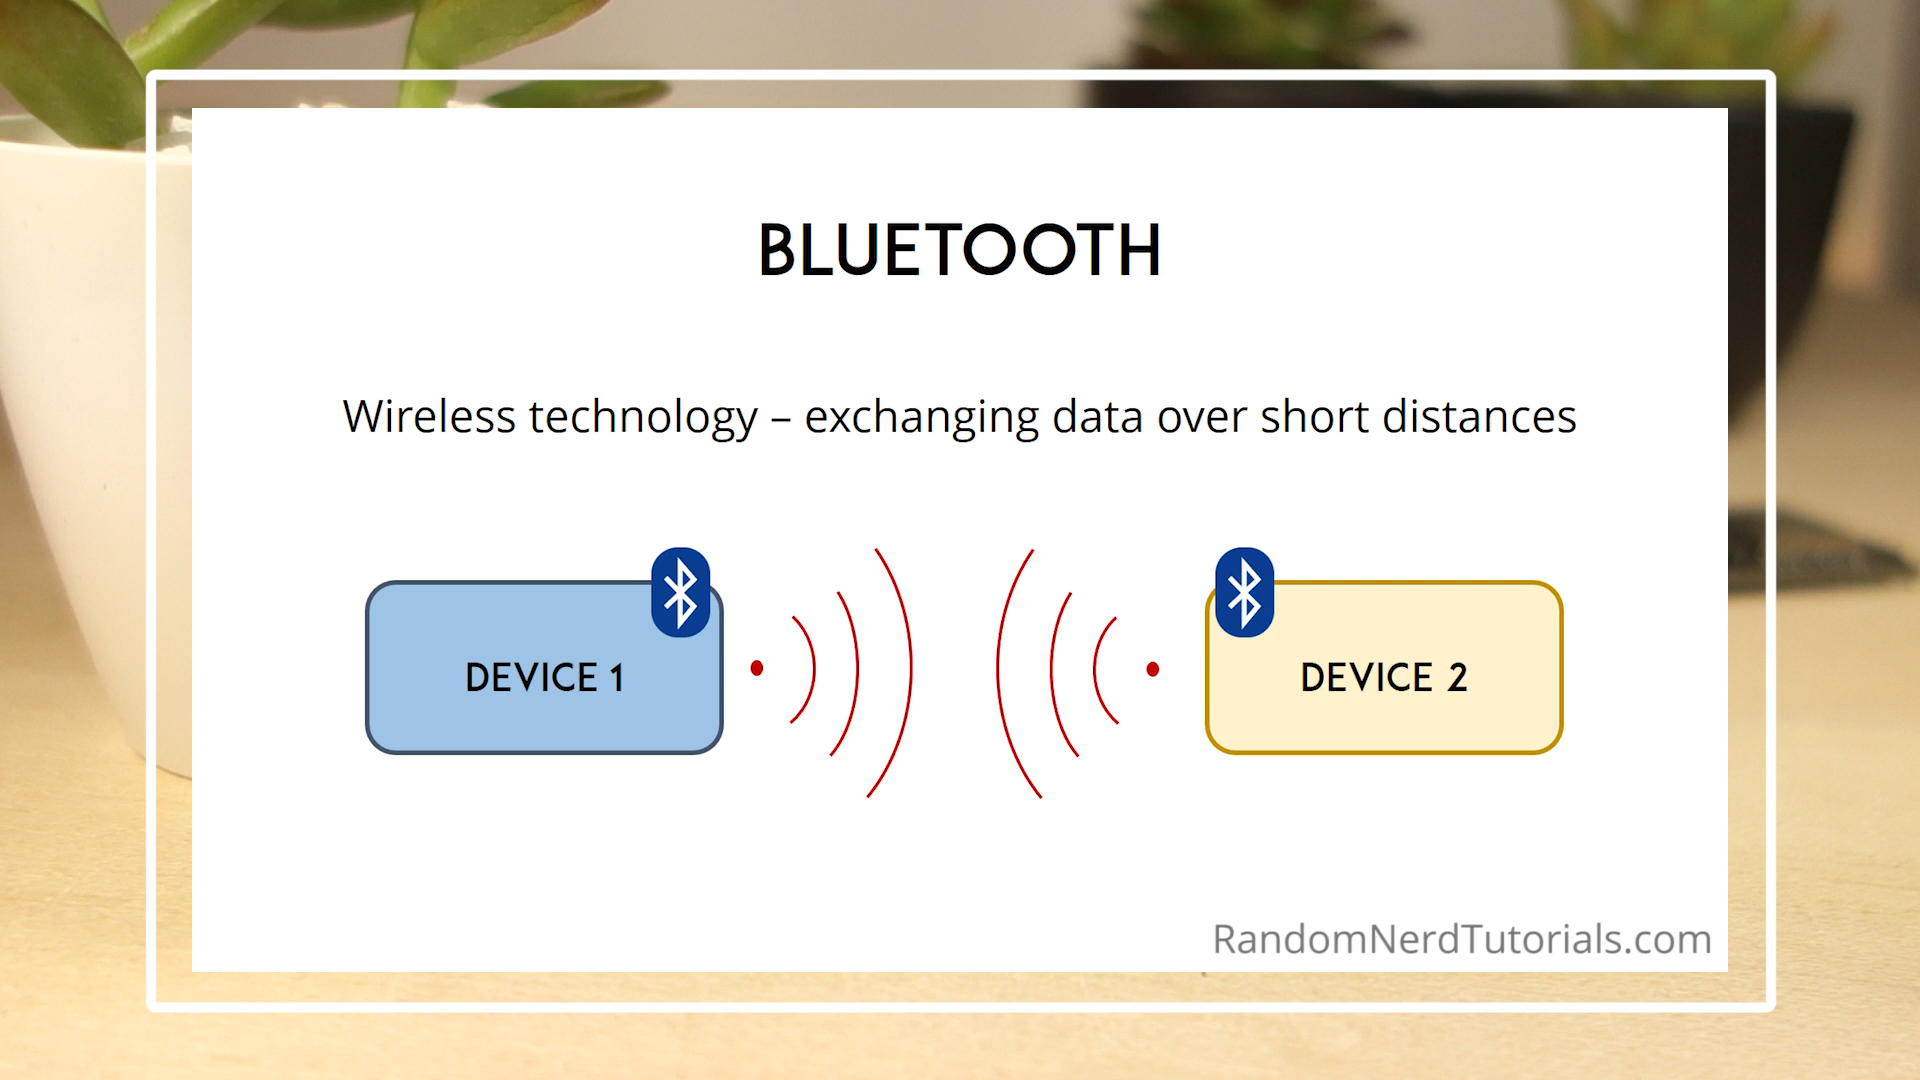 BLUETOOTH
Wireless technology – exchanging data over short distances
DEVICE 1
DEVICE 2
RandomNerdTutorials.com